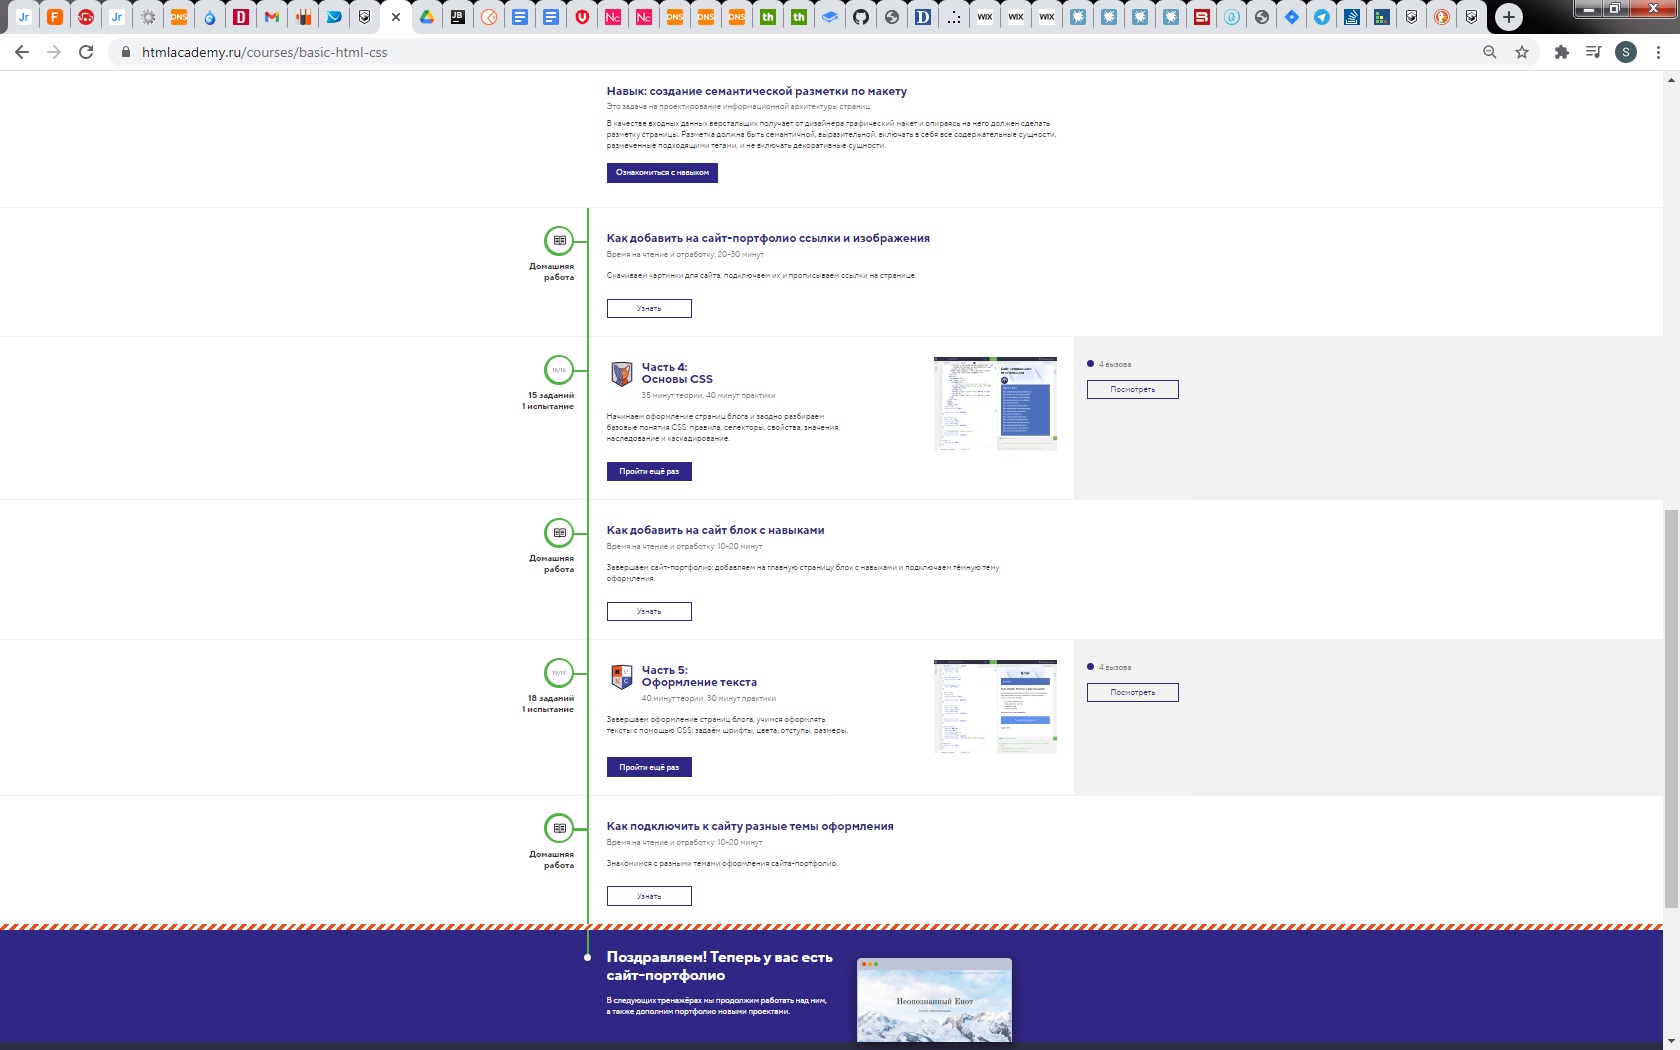 htmlacademy.ru/courses/basic-html-css
Навык: создание семантической разметки по макету
Это задача на проектирование информационной архитектуры страниц.
В качестве входных данных верстальщик получает от дизайнера графический макет и опираясь на него должен сделать
разметку страницы. Разметка должна быть семантичной, выразительной, включать в себя все содержательные сущности,
размеченные подходящими тегами, и не включать декоративные сущности.
Ознакомиться с навыком
Домашняя
работа
Как добавить на сайт-портфолио ссылки и изображения
Время на чтение и отработку: 20-30 минут
Скачиваем картинки для сайта, подключаем их и прописываем ссылки на странице.
Узнать
16/16
15 заданий
1 испытание
Часть 4:
Основы CSS
35 минут теории, 40 минут практики
Начинаем оформление страниц блога и заодно разбираем
базовые понятия CSS: правила, селекторы, свойства, значения,
наследование и каскадирование.
Пройти ещё раз
4 вызова
Посмотреть
Домашняя
работа
Как добавить на сайт блок с навыками
Время на чтение и отработку: 10-20 минут
Завершаем сайт-портфолио: добавляем на главную страницу блок с навыками и подключаем тёмную тему
оформления.
Узнать
19/19
18 заданий
1 испытание
Часть 5:
Оформление текста
40 минут теории, 30 минут практики
Завершаем оформление страниц блога, учимся оформлять
тексты с помощью CSS: задаём шрифты, цвета, отступы, размеры.
Пройти ещё раз
4 вызова
Посмотреть
Домашняя
работа
Как подключить к сайту разные темы оформления
Время на чтение и отработку: 10-20 минут
Знакомимся с разными темами оформления сайта-портфолио.
Узнать
Поздравляем! Теперь у вас есть
сайт-портфолио
В следующих тренажёрах мы продолжим работать над ним,
а также дополним портфолио новыми проектами.
Неопознанный Енот